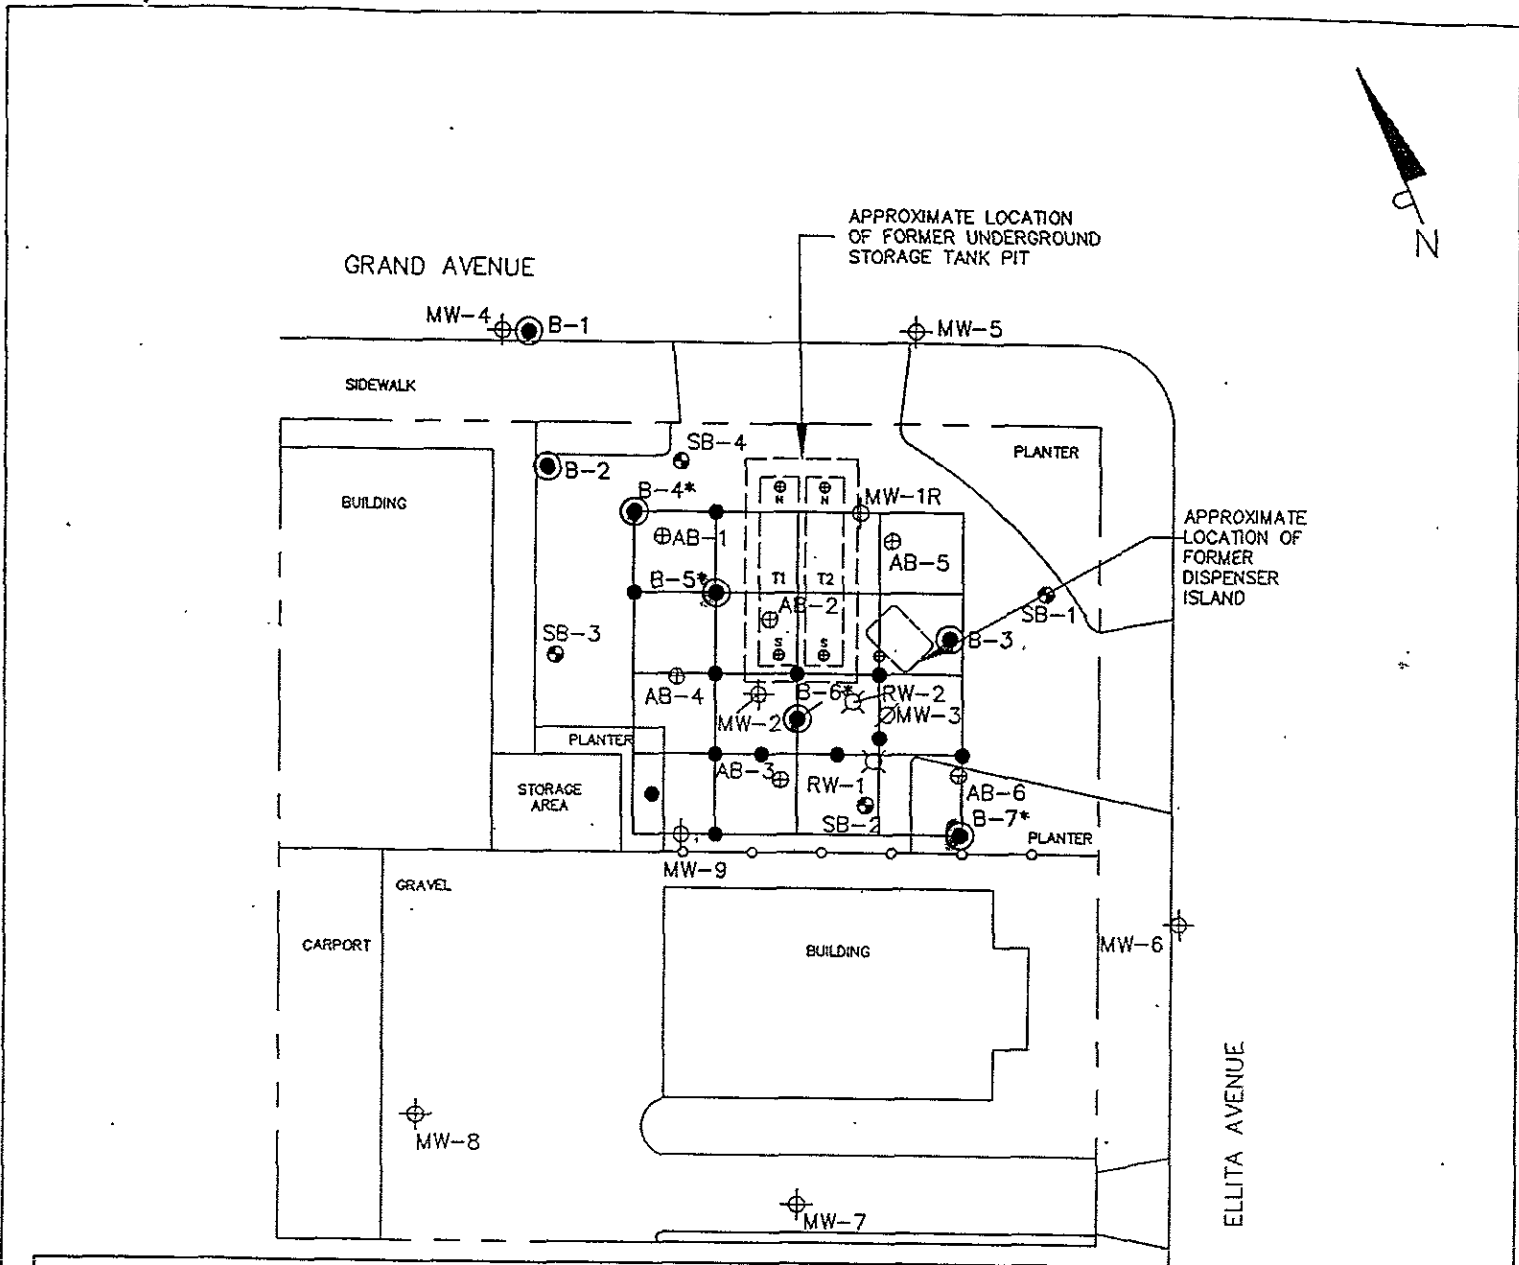 N
APPROXIMATE LOCATION
OF FORMER UNDERGROUND
STORAGE TANK PIT
GRAND AVENUE
MW-4
B-1
MW-5
SIDEWALK
SB-4
PLANTER
B-2
BUILDING
B-4*
N
N
MW-1R
APPROXIMATE
LOCATION OF
FORMER
DISPENSER
ISLAND
AB-1
AB-5
B-5*
T1
T2
AB-2
SB-1
SB-3
S
S
B-3
AB-4
MW-2
B-6*
RW-2
MW-3
PLANTER
AB-3
RW-1
AB-6
STORAGE
AREA
SB-2
B-7*
PLANTER
MW-9
GRAVEL
CARPORT
BUILDING
MW-6
MW-8
MW-7
ELLITA AVENUE